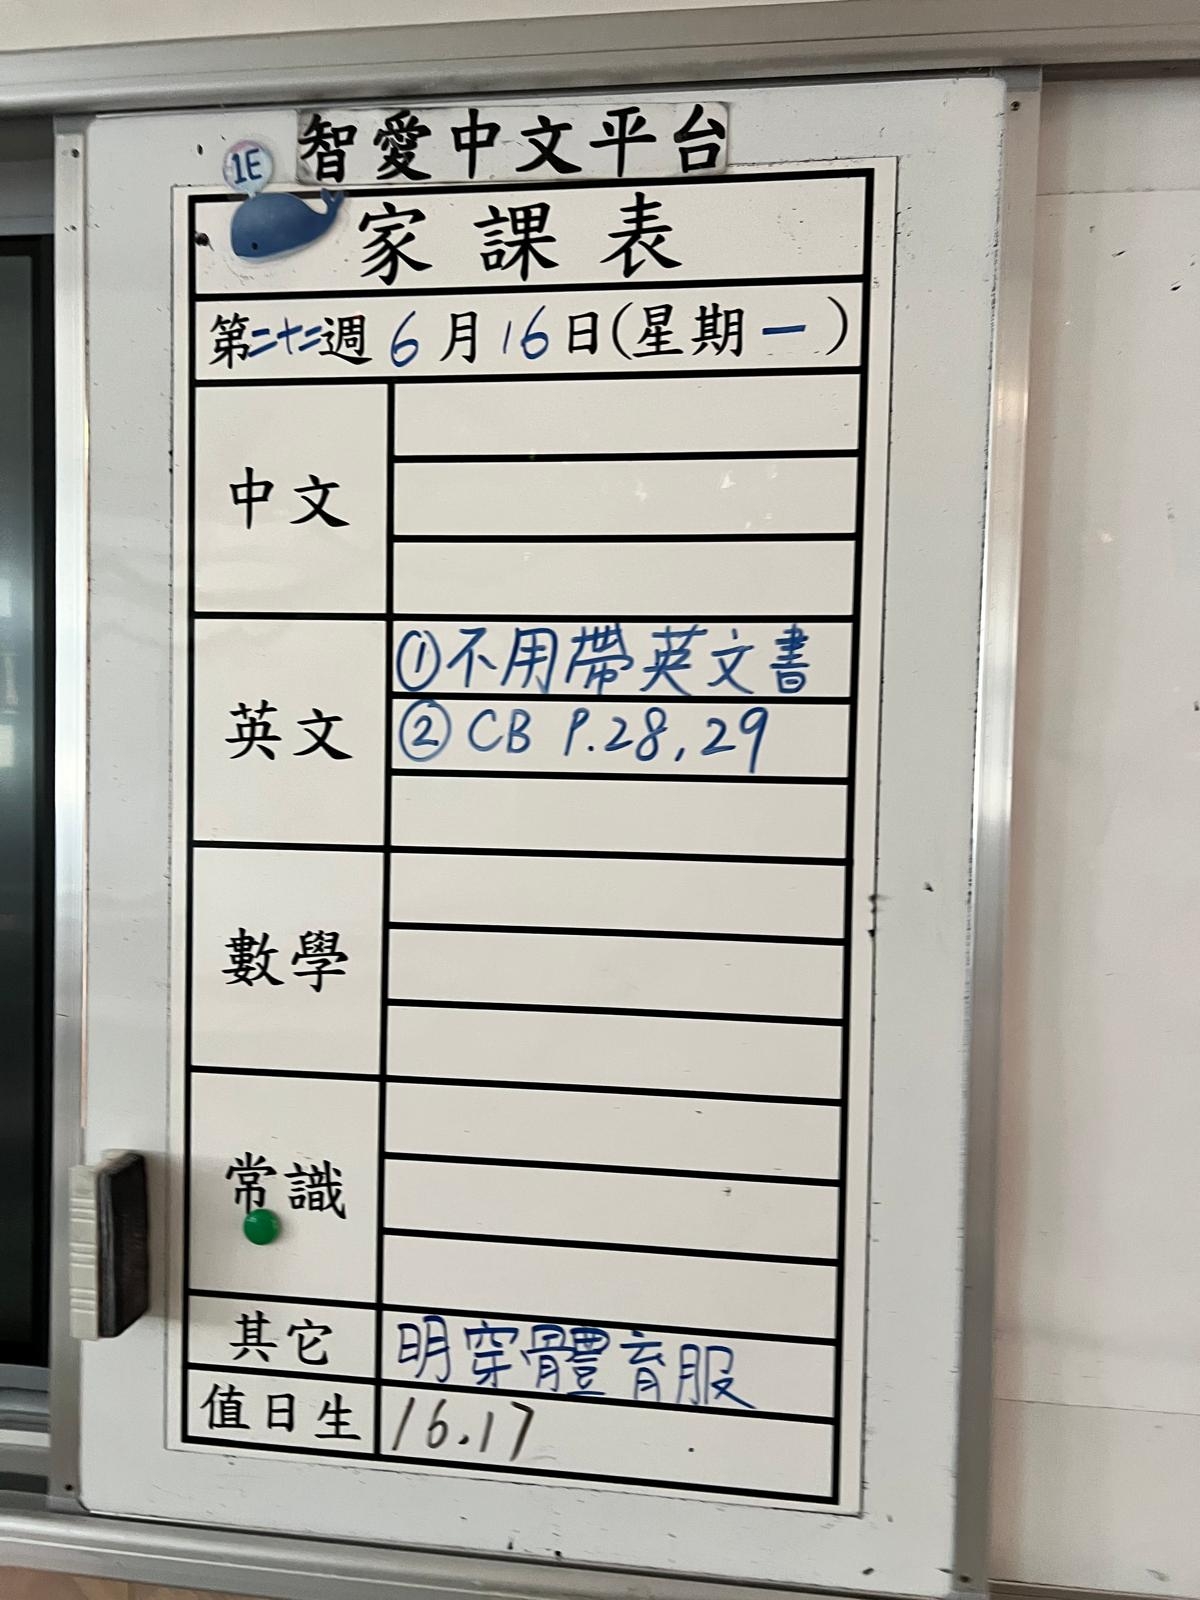 智愛中文平台
1E
家課表
第二十二週 6月16日(星期一)
中文
英文
①不用帶英文書
②CB P.28,29
數學
常識
其它 明穿體育服
值日生 16.17